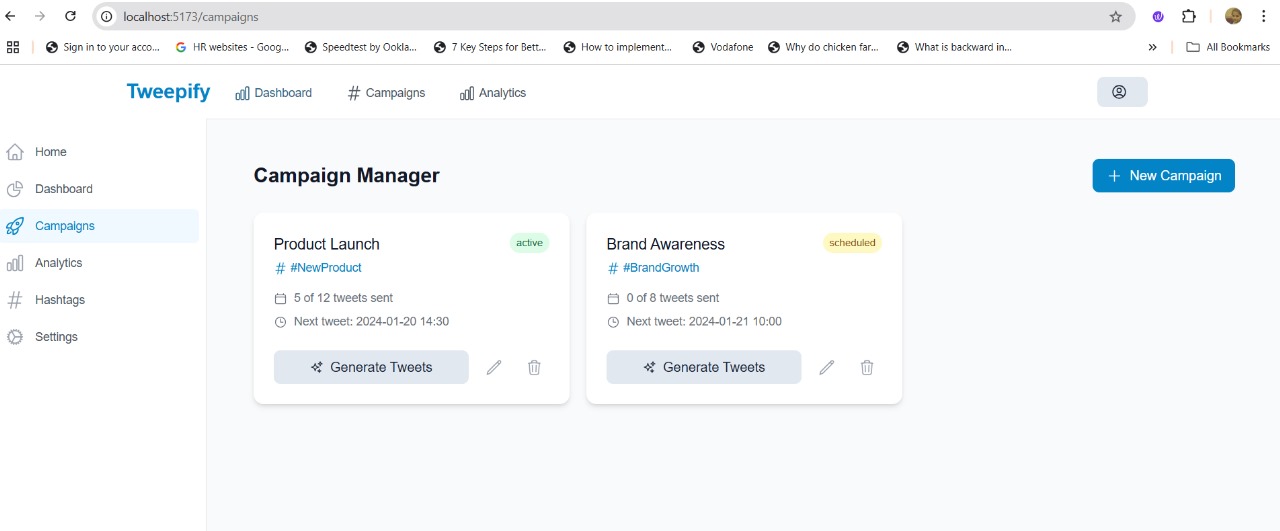 localhost:5173/campaigns
Sign in to your acco... HR websites - Goog... Speedtest by Ookla... 7 Key Steps for Bett... How to implement... Vodafone Why do chicken far... What is backward in... » All Bookmarks
Tweepify Dashboard # Campaigns Analytics
Home
Dashboard
Campaigns
Analytics
# Hashtags
Settings
Campaign Manager
+ New Campaign
Product Launch active
# #NewProduct
5 of 12 tweets sent
Next tweet: 2024-01-20 14:30
Generate Tweets
Brand Awareness scheduled
# #BrandGrowth
0 of 8 tweets sent
Next tweet: 2024-01-21 10:00
Generate Tweets